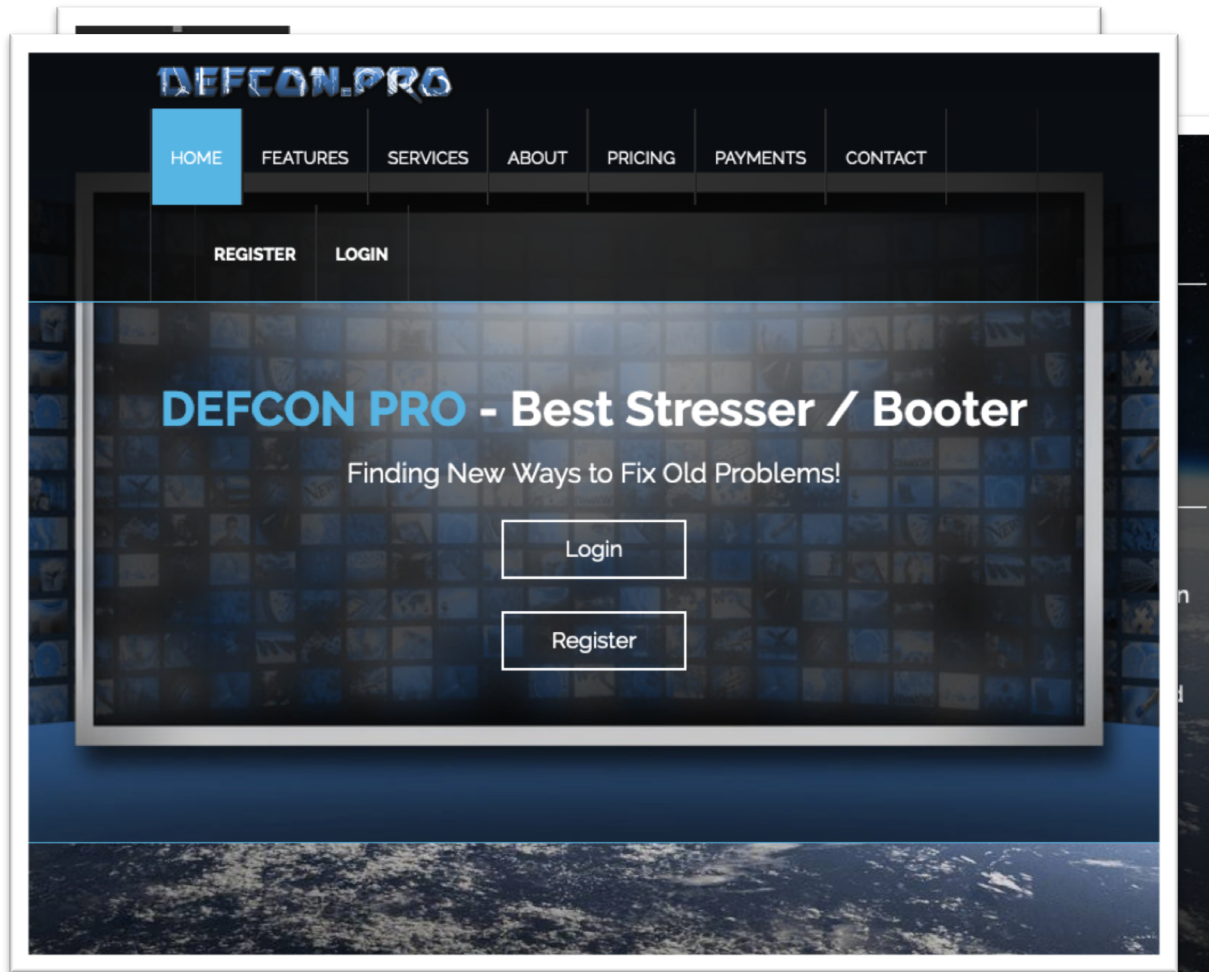 DEFCON.PRO
HOME FEATURES SERVICES ABOUT PRICING PAYMENTS CONTACT
REGISTER LOGIN
DEFCON PRO - Best Stresser / Booter
Finding New Ways to Fix Old Problems!
Login
Register
n